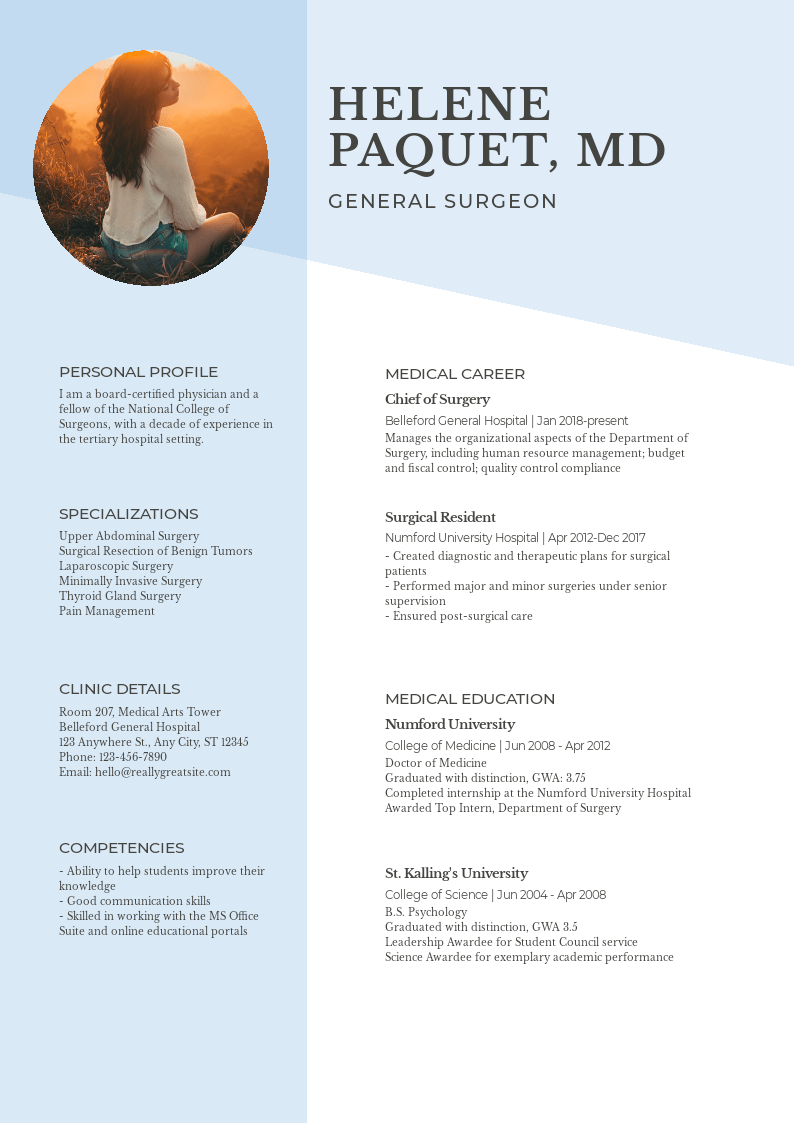 HELENE
PAQUET, MD
GENERAL SURGEON
PERSONAL PROFILE
I am a board-certified physician and a
fellow of the National College of
Surgeons, with a decade of experience in
the tertiary hospital setting.
SPECIALIZATIONS
Upper Abdominal Surgery
Surgical Resection of Benign Tumors
Laparoscopic Surgery
Minimally Invasive Surgery
Thyroid Gland Surgery
Pain Management
CLINIC DETAILS
Room 207, Medical Arts Tower
Belleford General Hospital
123 Anywhere St., Any City, ST 12345
Phone: 123-456-7890
Email: hello@reallygreatsite.com
COMPETENCIES
- Ability to help students improve their
knowledge
- Good communication skills
- Skilled in working with the MS Office
Suite and online educational portals
MEDICAL CAREER
Chief of Surgery
Belleford General Hospital | Jan 2018-present
Manages the organizational aspects of the Department of
Surgery, including human resource management; budget
and fiscal control; quality control compliance
Surgical Resident
Numford University Hospital | Apr 2012-Dec 2017
- Created diagnostic and therapeutic plans for surgical
patients
- Performed major and minor surgeries under senior
supervision
- Ensured post-surgical care
MEDICAL EDUCATION
Numford University
College of Medicine | Jun 2008 - Apr 2012
Doctor of Medicine
Graduated with distinction, GWA: 3.75
Completed internship at the Numford University Hospital
Awarded Top Intern, Department of Surgery
St. Kalling's University
College of Science | Jun 2004 - Apr 2008
B.S. Psychology
Graduated with distinction, GWA 3.5
Leadership Awardee for Student Council service
Science Awardee for exemplary academic performance